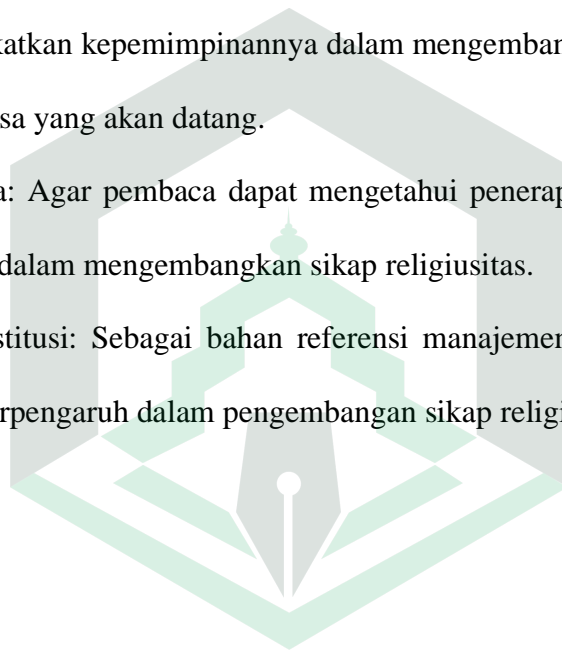 katkan kepemimpinannya dalam mengemban
sa yang akan datang.
a: Agar pembaca dapat mengetahui penerap
dalam mengembangkan sikap religiusitas.
stitusi: Sebagai bahan referensi manajemen
rpengaruh dalam pengembangan sikap religi